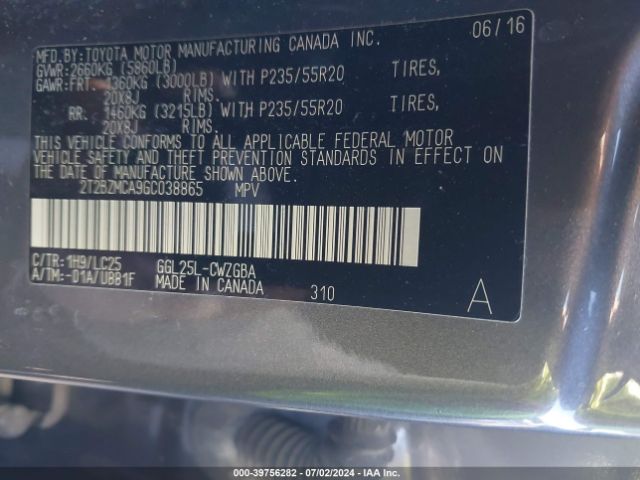 MFD.BY:TOYOTA MOTOR MANUFACTURING CANADA INC. 06/16
GVWR:2660KG (5860LB)
GAWR:FRT 1360KG (3000LB) WITH P235/55R20 TIRES,
20X8J RIMS.
RR. 1460KG (3215LB) WITH P235/55R20 TIRES,
20X8J RIMS.
THIS VEHICLE CONFORMS TO ALL APPLICABLE FEDERAL MOTOR
VEHICLE SAFETY AND THEFT PREVENTION STANDARDS IN EFFECT ON
THE DATE OF MANUFACTURE SHOWN ABOVE.
2T2BZMCA9GC038865 MPV
C/TR:1H9/LC25 GGL25L-CWZGBA
A/TM:-01A/UB81F MADE IN CANADA 310 A
000-39756282 - 07/02/2024 - IAA Inc.